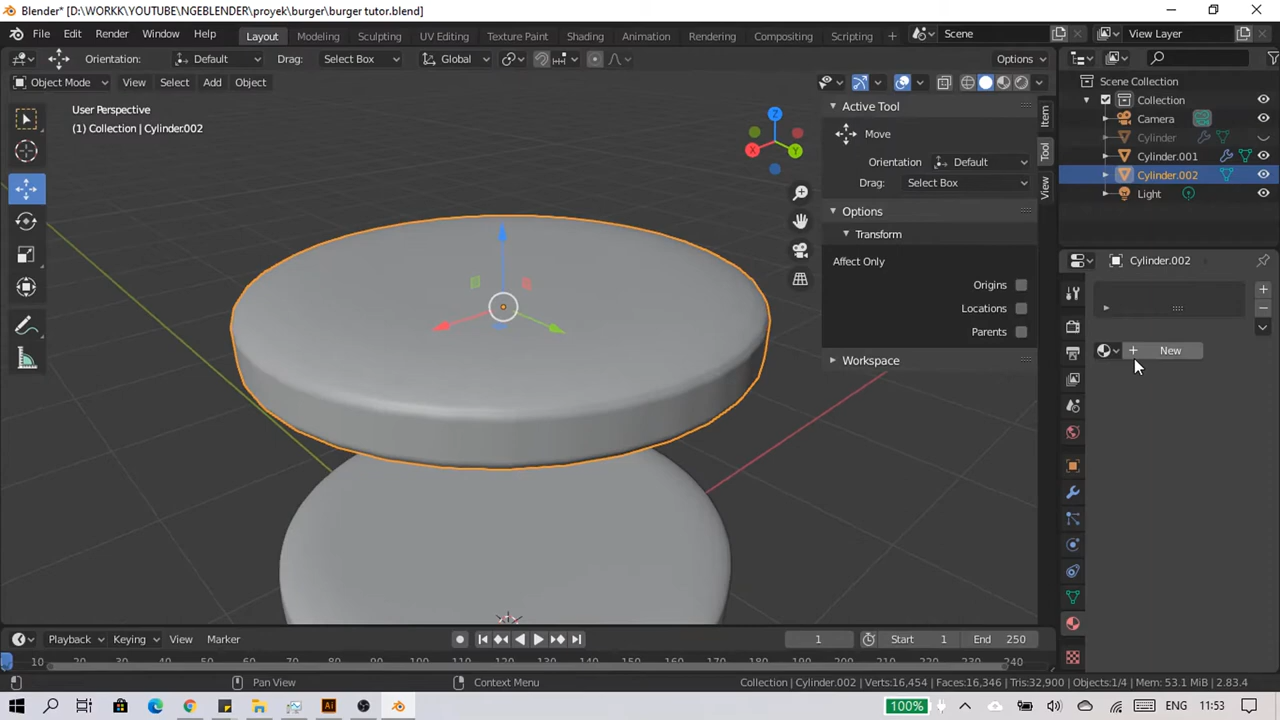 Blender* [D:\WORKK\YOUTUBE\NGEBLENDER\proyek\burger\burger tutor.blend]
File Edit Render Window Help Layout Modeling Sculpting UV Editing Texture Paint Shading Animation Rendering Compositing Scripting + Scene View Layer
Orientation: Default Drag: Select Box Global Options
Object Mode View Select Add Object
User Perspective
(1) Collection | Cylinder.002
Z
X
Y
Active Tool
Move
Orientation Default
Drag: Select Box
Options
Transform
Affect Only
Origins
Locations
Parents
Workspace
Item
Tool
View
Scene Collection
Collection
Camera
Cylinder
Cylinder.001
Cylinder.002
Light
Cylinder.002
+ New
Playback Keying View Marker 1 Start 1 End 250
10 20 30 40 50 60 70 80 90 100 110 120 130 140 150 160 170 180 190 200 210 220 230 240
Pan View Context Menu Collection | Cylinder.002 | Verts:16,454 | Faces:16,346 | Tris:32,900 | Objects:1/4 | Mem: 53.1 MiB | 2.83.4
Ai 100% ENG 11:53